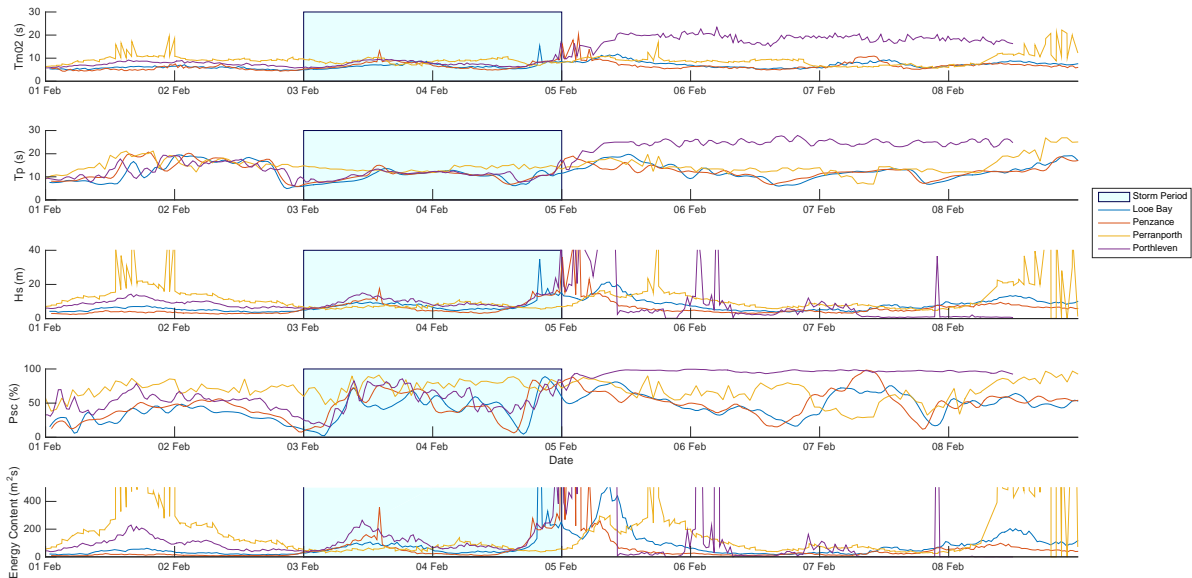 30
20
10
0
Tm02 (s)
01 Feb 02 Feb 03 Feb 04 Feb 05 Feb 06 Feb 07 Feb 08 Feb
30
20
10
0
Tp (s)
01 Feb 02 Feb 03 Feb 04 Feb 05 Feb 06 Feb 07 Feb 08 Feb
Storm Period
Looe Bay
Penzance
Perranporth
Porthleven
40
20
0
Hs (m)
01 Feb 02 Feb 03 Feb 04 Feb 05 Feb 06 Feb 07 Feb 08 Feb
100
50
0
Psc (%)
01 Feb 02 Feb 03 Feb 04 Feb 05 Feb 06 Feb 07 Feb 08 Feb
Date
400
200
0
Energy Content (m²s)
01 Feb 02 Feb 03 Feb 04 Feb 05 Feb 06 Feb 07 Feb 08 Feb